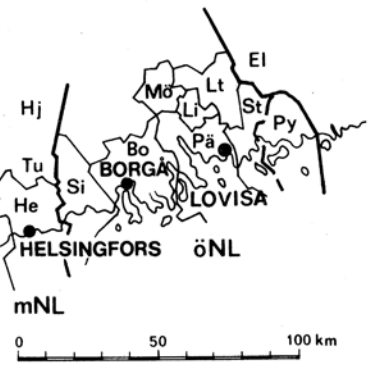 El
Mö
Lt
Hj
Li
St
Py
Pä
Bo
Tu
BORGÅ
Si
He
LOVISA
HELSINGFORS
öNL
mNL
0 50 100 km